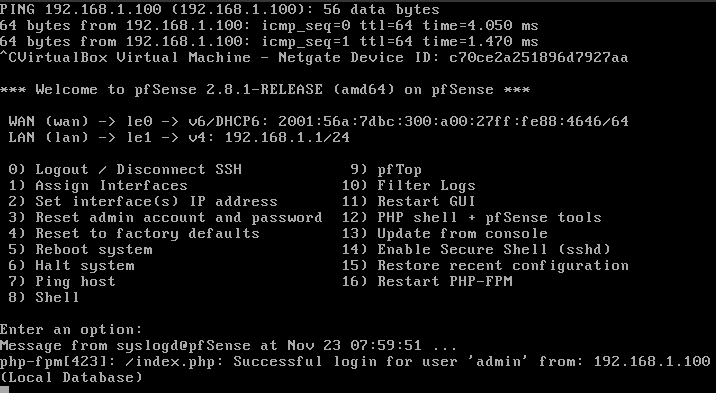 PING 192.168.1.100 (192.168.1.100): 56 data bytes
64 bytes from 192.168.1.100: icmp_seq=0 ttl=64 time=4.050 ms
64 bytes from 192.168.1.100: icmp_seq=1 ttl=64 time=1.470 ms
^CVirtualBox Virtual Machine - Netgate Device ID: c70ce2a251896d7927aa
*** Welcome to pfSense 2.8.1-RELEASE (amd64) on pfSense ***
WAN (wan) -> le0 -> v6/DHCP6: 2001:56a:7dbc:300:a00:27ff:fe88:4646/64
LAN (lan) -> le1 -> v4: 192.168.1.1/24
0) Logout / Disconnect SSH 9) pfTop
1) Assign Interfaces 10) Filter Logs
2) Set interface(s) IP address 11) Restart GUI
3) Reset admin account and password 12) PHP shell + pfSense tools
4) Reset to factory defaults 13) Update from console
5) Reboot system 14) Enable Secure Shell (sshd)
6) Halt system 15) Restore recent configuration
7) Ping host 16) Restart PHP-FPM
8) Shell
Enter an option:
Message from syslogd@pfSense at Nov 23 07:59:51 ...
php-fpm[423]: /index.php: Successful login for user 'admin' from: 192.168.1.100
(Local Database)